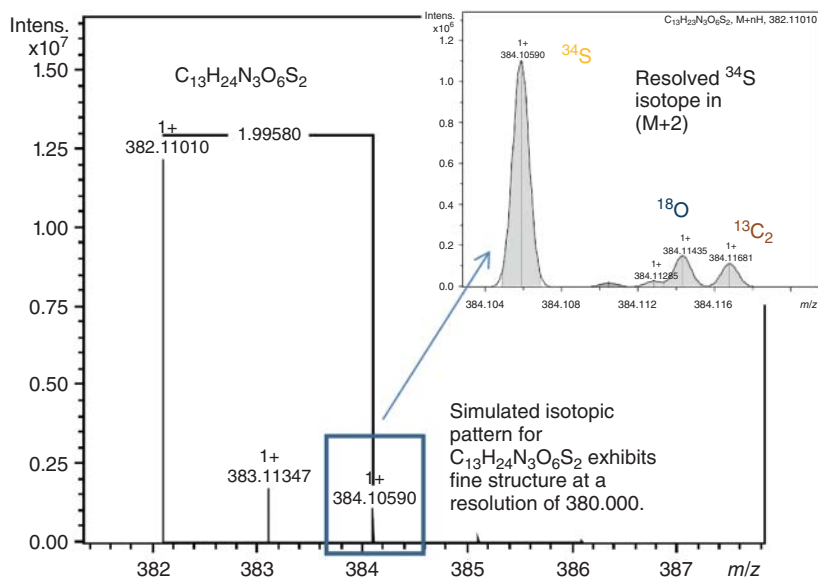 Intens.
x10⁷
1.50
1.25
1.00
0.75
0.50
0.25
0.00
C₁₃H₂₄N₃O₆S₂
1+
382.11010
1.99580
1+
383.11347
1+
384.10590
382
383
384
385
386
387
m/z
Simulated isotopic
pattern for
C₁₃H₂₄N₃O₆S₂ exhibits
fine structure at a
resolution of 380.000.
Intens.
x10⁶
C₁₃H₂₃N₃O₆S₂, M+nH, 382.11010
1.2
1.0
0.8
0.6
0.4
0.2
0.0
1+
384.10590
³⁴S
Resolved ³⁴S
isotope in
(M+2)
¹⁸O
¹³C₂
1+
384.11285
1+
384.11435
1+
384.11681
384.104
384.108
384.112
384.116
m/z